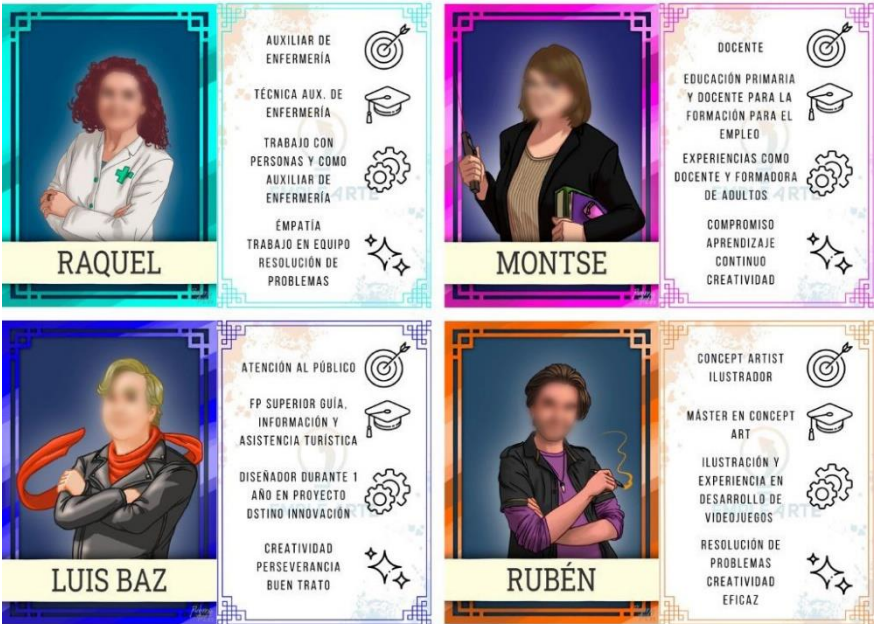 RAQUEL
AUXILIAR DE
ENFERMERÍA
TÉCNICA AUX. DE
ENFERMERÍA
TRABAJO CON
PERSONAS Y COMO
AUXILIAR DE
ENFERMERÍA
ÉMPATÍA
TRABAJO EN EQUIPO
RESOLUCIÓN DE
PROBLEMAS
MONTSE
DOCENTE
EDUCACIÓN PRIMARIA
Y DOCENTE PARA LA
FORMACIÓN PARA EL
EMPLEO
EXPERIENCIAS COMO
DOCENTE Y FORMADORA
DE ADULTOS
COMPROMISO
APRENDIZAJE
CONTINUO
CREATIVIDAD
LUIS BAZ
ATENCIÓN AL PÚBLICO
FP SUPERIOR GUÍA,
INFORMACIÓN Y
ASISTENCIA TURÍSTICA
DISEÑADOR DURANTE 1
AÑO EN PROYECTO
DSTINO INNOVACIÓN
CREATIVIDAD
PERSEVERANCIA
BUEN TRATO
RUBÉN
CONCEPT ARTIST
ILUSTRADOR
MÁSTER EN CONCEPT
ART
ILUSTRACIÓN Y
EXPERIENCIA EN
DESARROLLO DE
VIDEOJUEGOS
RESOLUCIÓN DE
PROBLEMAS
CREATIVIDAD
EFICAZ